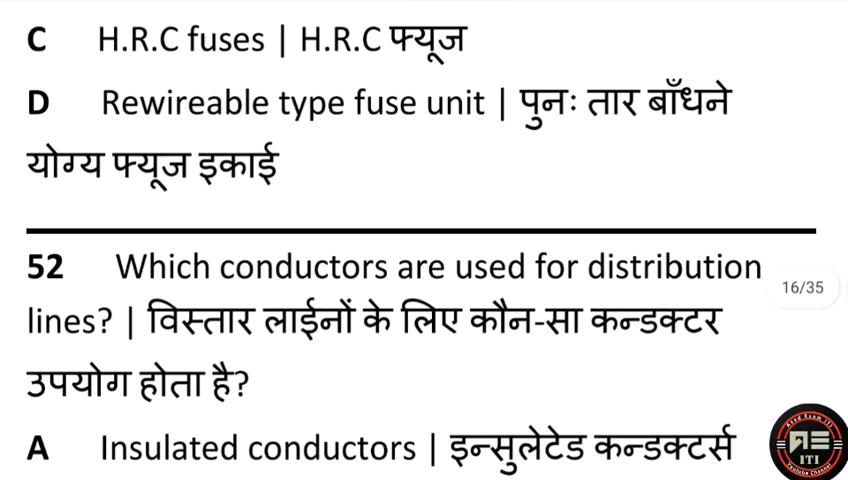 C H.R.C fuses | H.R.C फ्यूज
D Rewireable type fuse unit | पुनः तार बाँधने
योग्य फ्यूज इकाई
52 Which conductors are used for distribution
lines? | विस्तार लाईनों के लिए कौन-सा कन्डक्टर
उपयोग होता है?
16/35
A Insulated conductors | इन्सुलेटेड कन्डक्टर्स
ITI